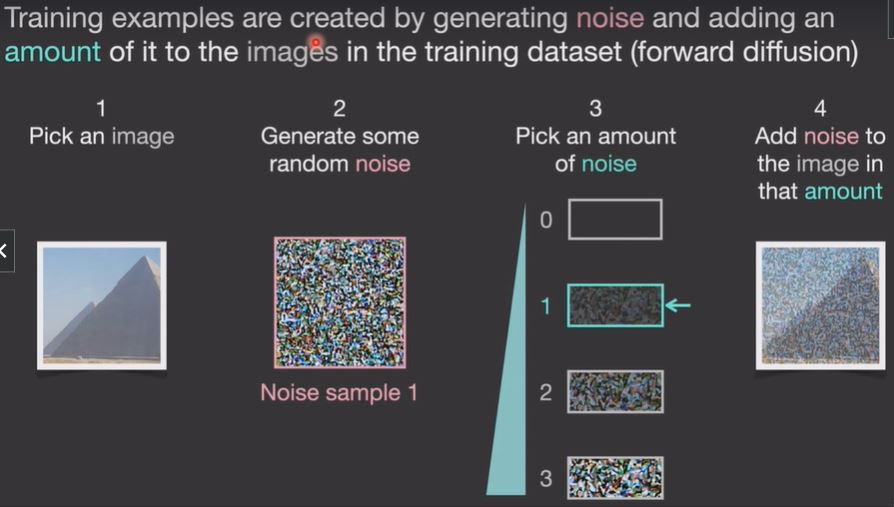 Training examples are created by generating noise and adding an
amount of it to the images in the training dataset (forward diffusion)
1
Pick an image
2
Generate some
random noise
Noise sample 1
3
Pick an amount
of noise
0
1
2
3
4
Add noise to
the image in
that amount